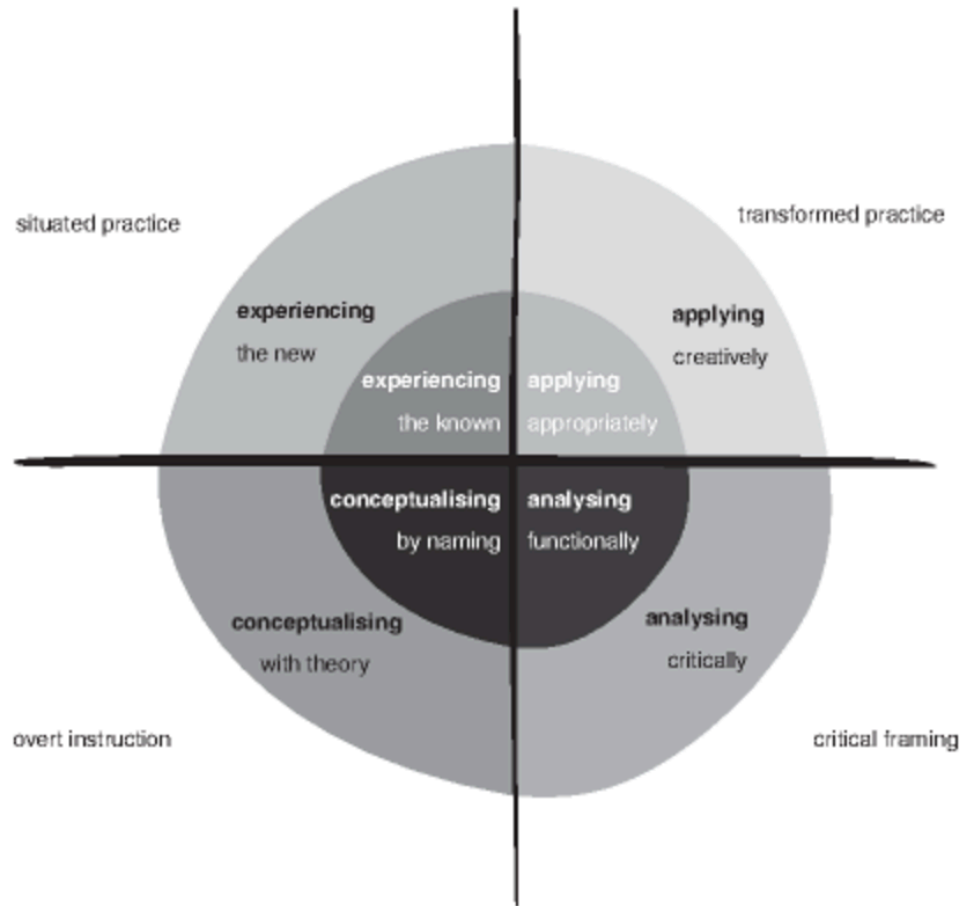 situated practice
transformed practice
experiencing
the new
applying
creatively
experiencing
the known
applying
appropriately
conceptualising
by naming
analysing
functionally
conceptualising
with theory
analysing
critically
overt instruction
critical framing